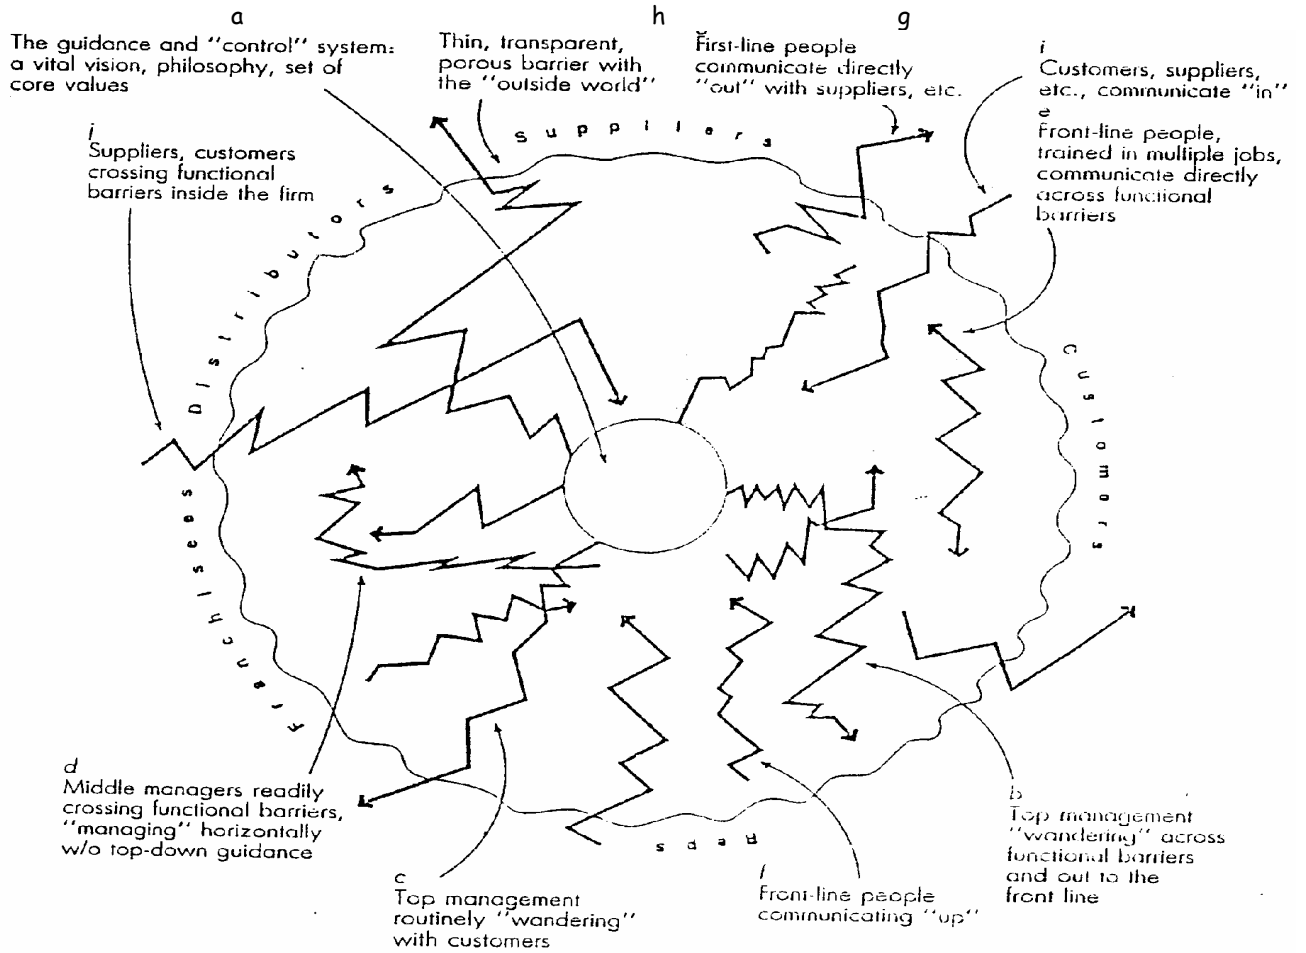 a
The guidance and "control" system:
a vital vision, philosophy, set of
core values
h
Thin, transparent,
porous barrier with
the "outside world"
g
First-line people
communicate directly
"out" with suppliers, etc.
i
Customers, suppliers,
etc., communicate "in"
e
Front-line people,
trained in multiple jobs,
communicate directly
across functional
barriers
j
Suppliers, customers
crossing functional
barriers inside the firm
Suppliers
Distributors
Customers
Franchisees
Reps
d
Middle managers readily
crossing functional barriers,
"managing" horizontally
w/o top-down guidance
c
Top management
routinely "wandering"
with customers
f
Front-line people
communicating "up"
b
Top management
"wandering" across
functional barriers
and out to the
front line